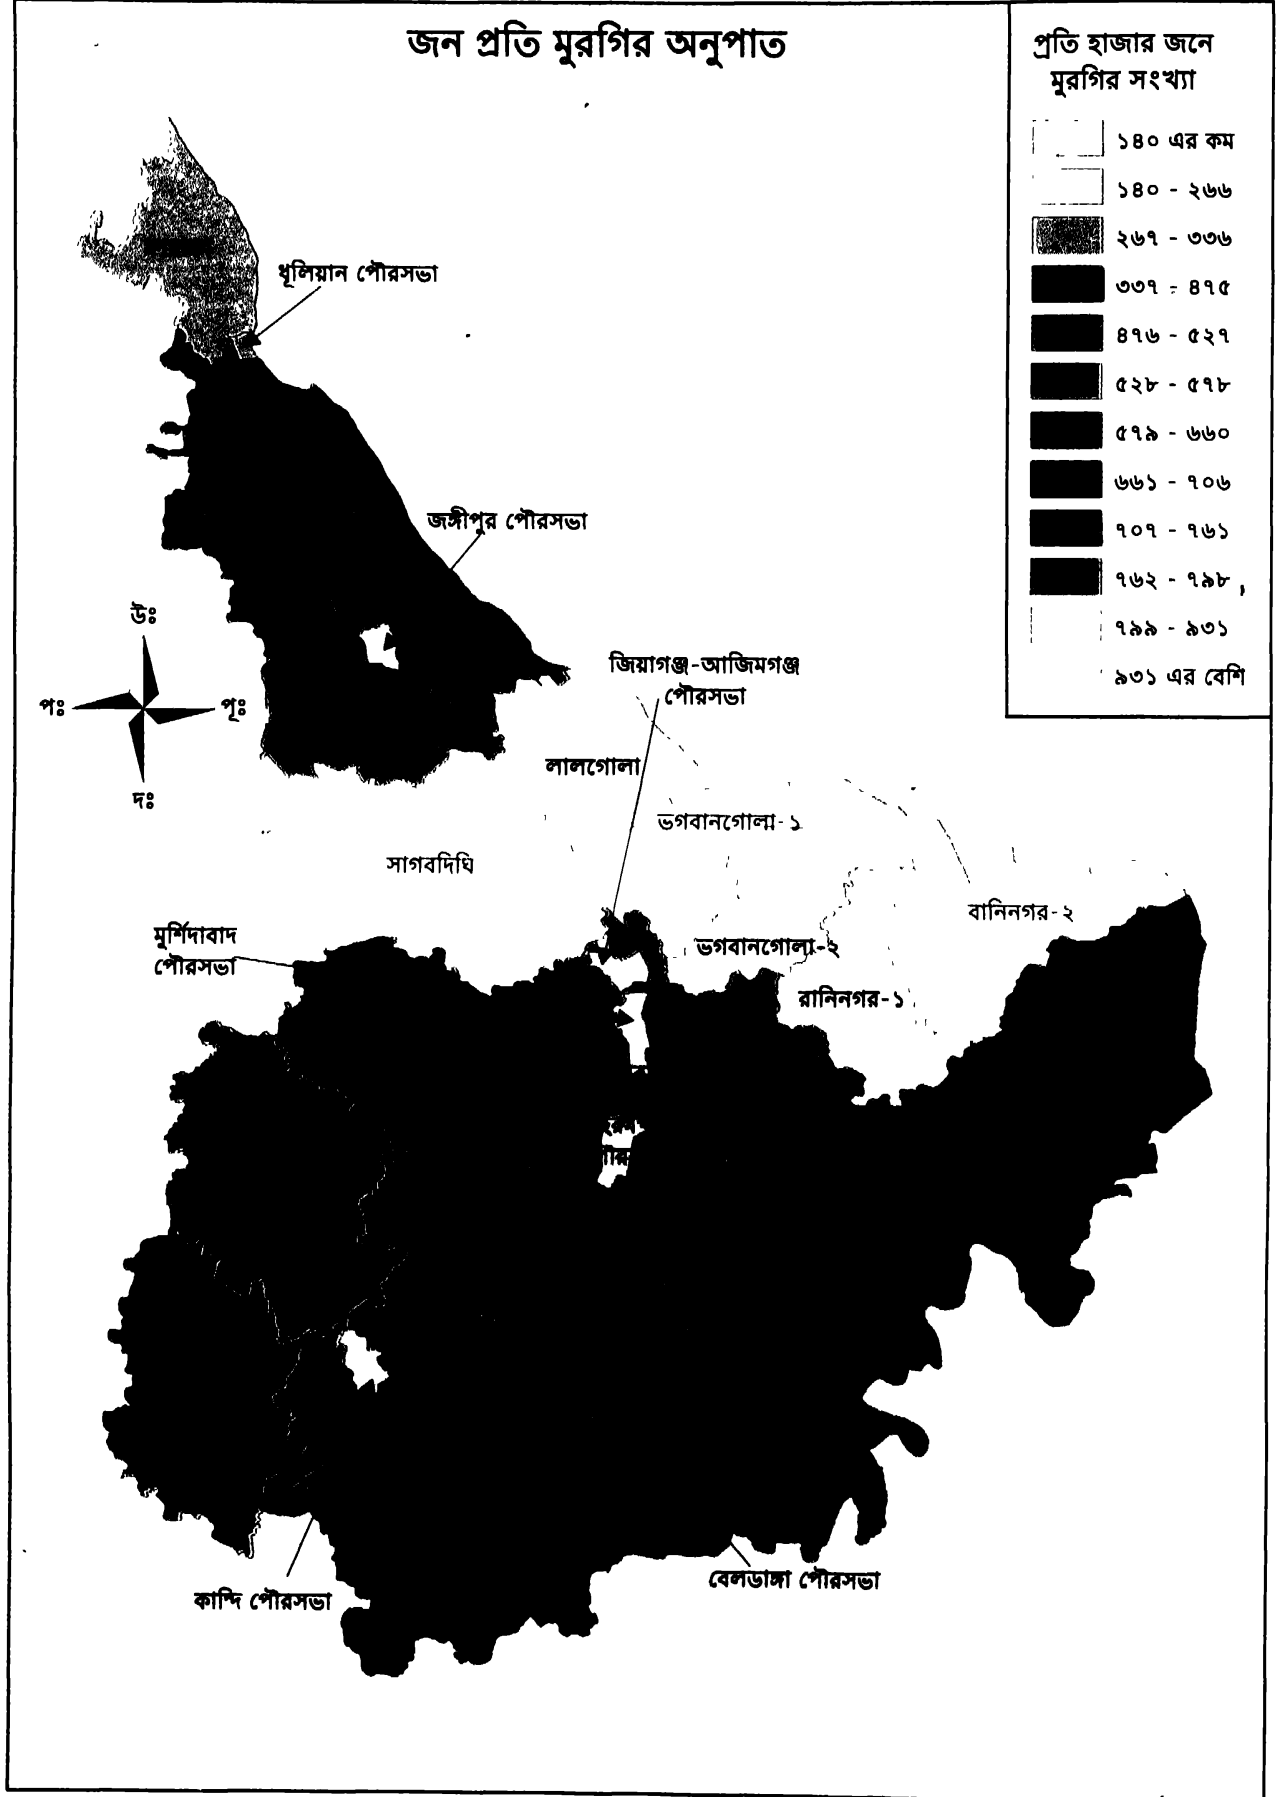 জন প্রতি মুরগির অনুপাত
প্রতি হাজার জনে
মুরগির সংখ্যা
১৪০ এর কম
১৪০ - ২৬৬
২৬৭ - ৩৩৬
৩৩৭ - ৪৭৫
৪৭৬ - ৫২৭
৫২৮ - ৫৭৮
৫৭৯ - ৬৬০
৬৬১ - ৭০৬
৭০৭ - ৭৬১
৭৬২ - ৭৯৮
৭৯৯ - ৯৩১
৯৩১ এর বেশি
ধূলিয়ান পৌরসভা
জঙ্গীপুর পৌরসভা
উঃ
পঃ
পূঃ
দঃ
জিয়াগঞ্জ-আজিমগঞ্জ
পৌরসভা
লালগোলা
ভগবানগোলা-১
সাগবদিঘি
বানিনগর-২
মুর্শিদাবাদ
পৌরসভা
ভগবানগোলা-২
রানিনগর-১
কান্দি পৌরসভা
বেলডাঙ্গা পৌরসভা